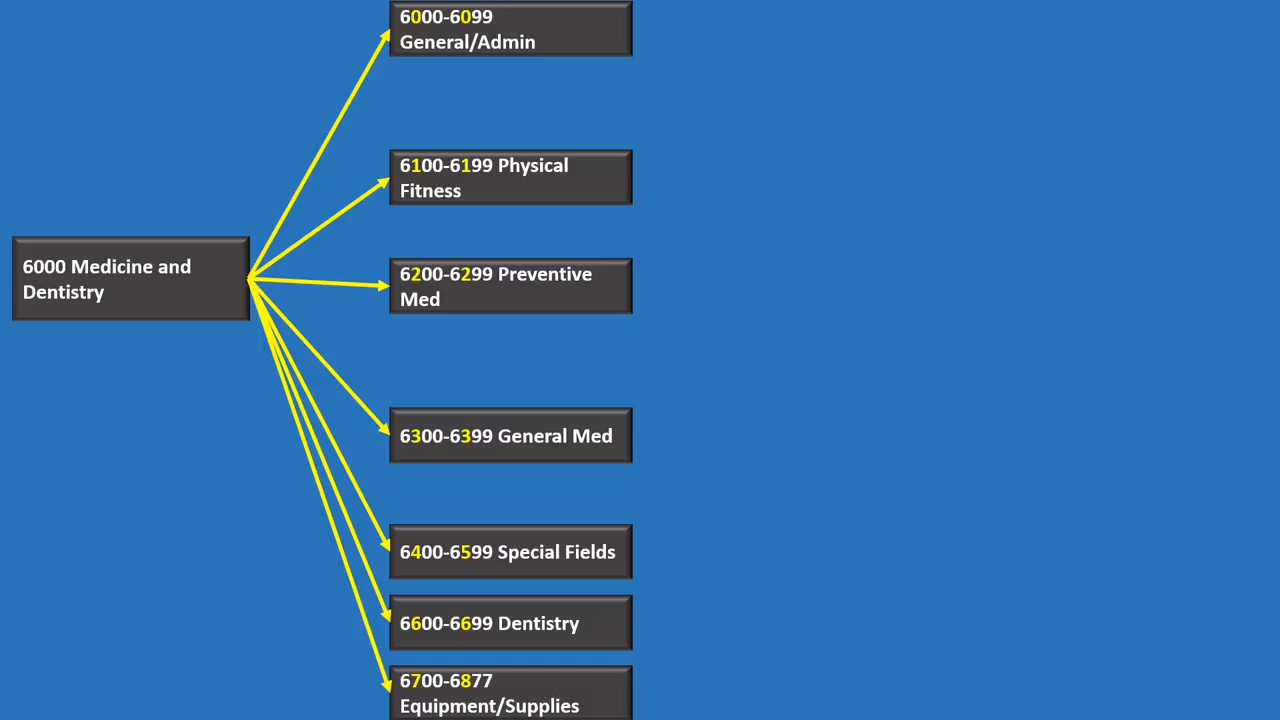 6000-6099
General/Admin
6100-6199 Physical
Fitness
6000 Medicine and
Dentistry
6200-6299 Preventive
Med
6300-6399 General Med
6400-6599 Special Fields
6600-6699 Dentistry
6700-6877
Equipment/Supplies